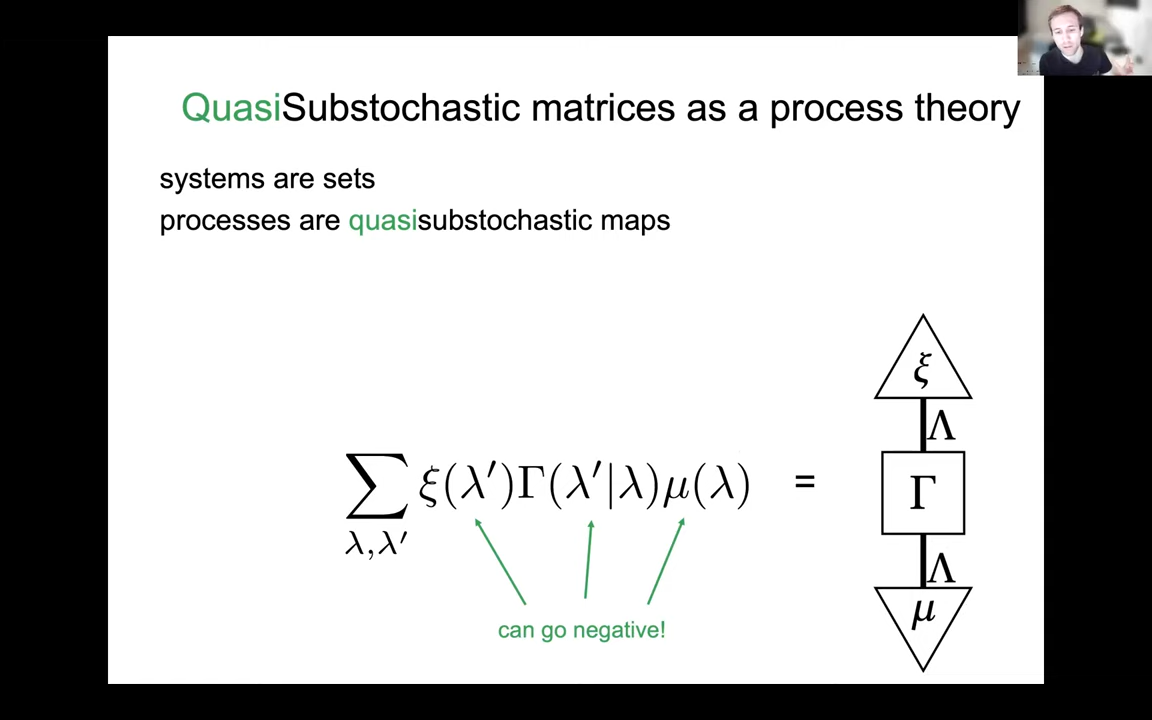 QuasiSubstochastic matrices as a process theory
systems are sets
processes are quasisubstochastic maps
∑ ξ(λ′)Γ(λ′|λ)μ(λ) =
λ,λ′
can go negative!
ξ
Λ
Γ
Λ
μ